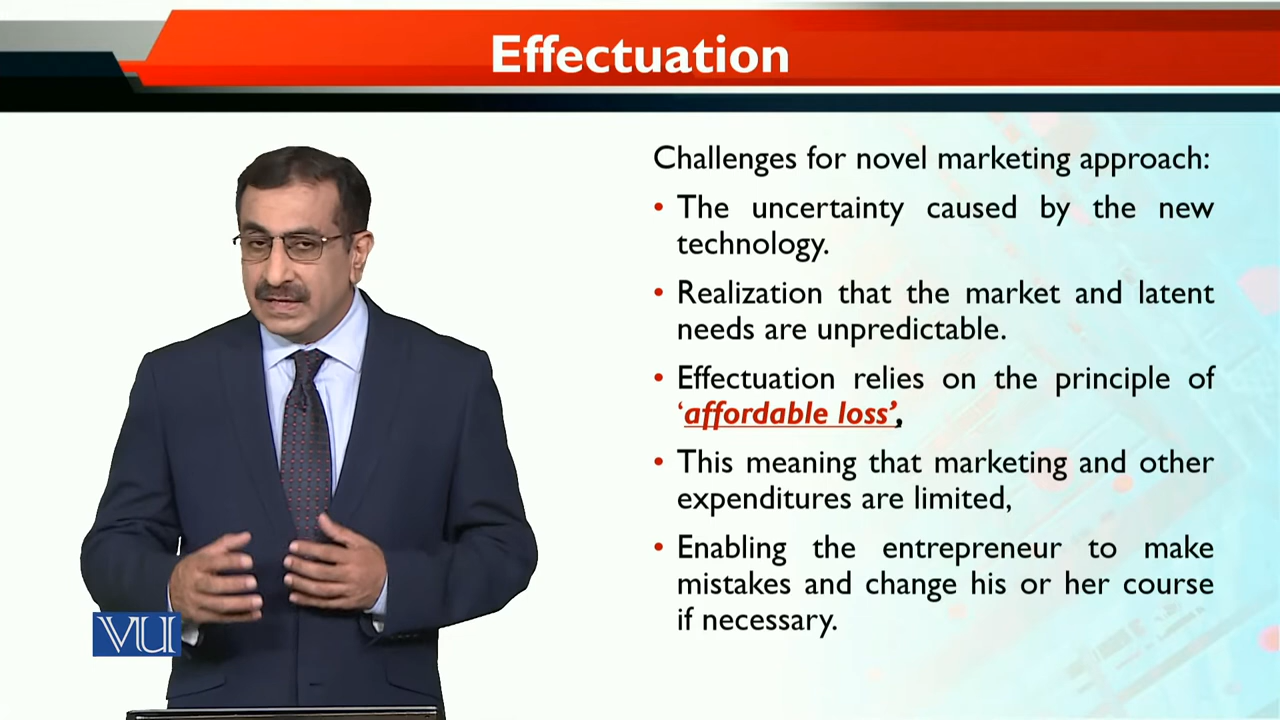 Effectuation
Challenges for novel marketing approach:
• The uncertainty caused by the new
technology.
• Realization that the market and latent
needs are unpredictable.
• Effectuation relies on the principle of
‘affordable loss’,
• This meaning that marketing and other
expenditures are limited,
• Enabling the entrepreneur to make
mistakes and change his or her course
if necessary.
VU